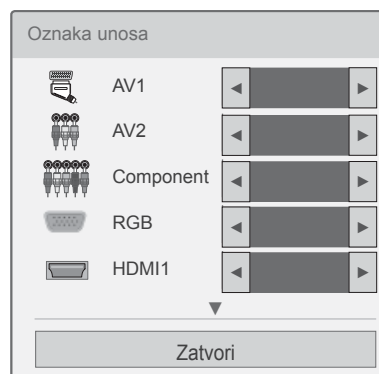 Oznaka unosa
AV1
AV2
Component
RGB
HDMI1
Zatvori